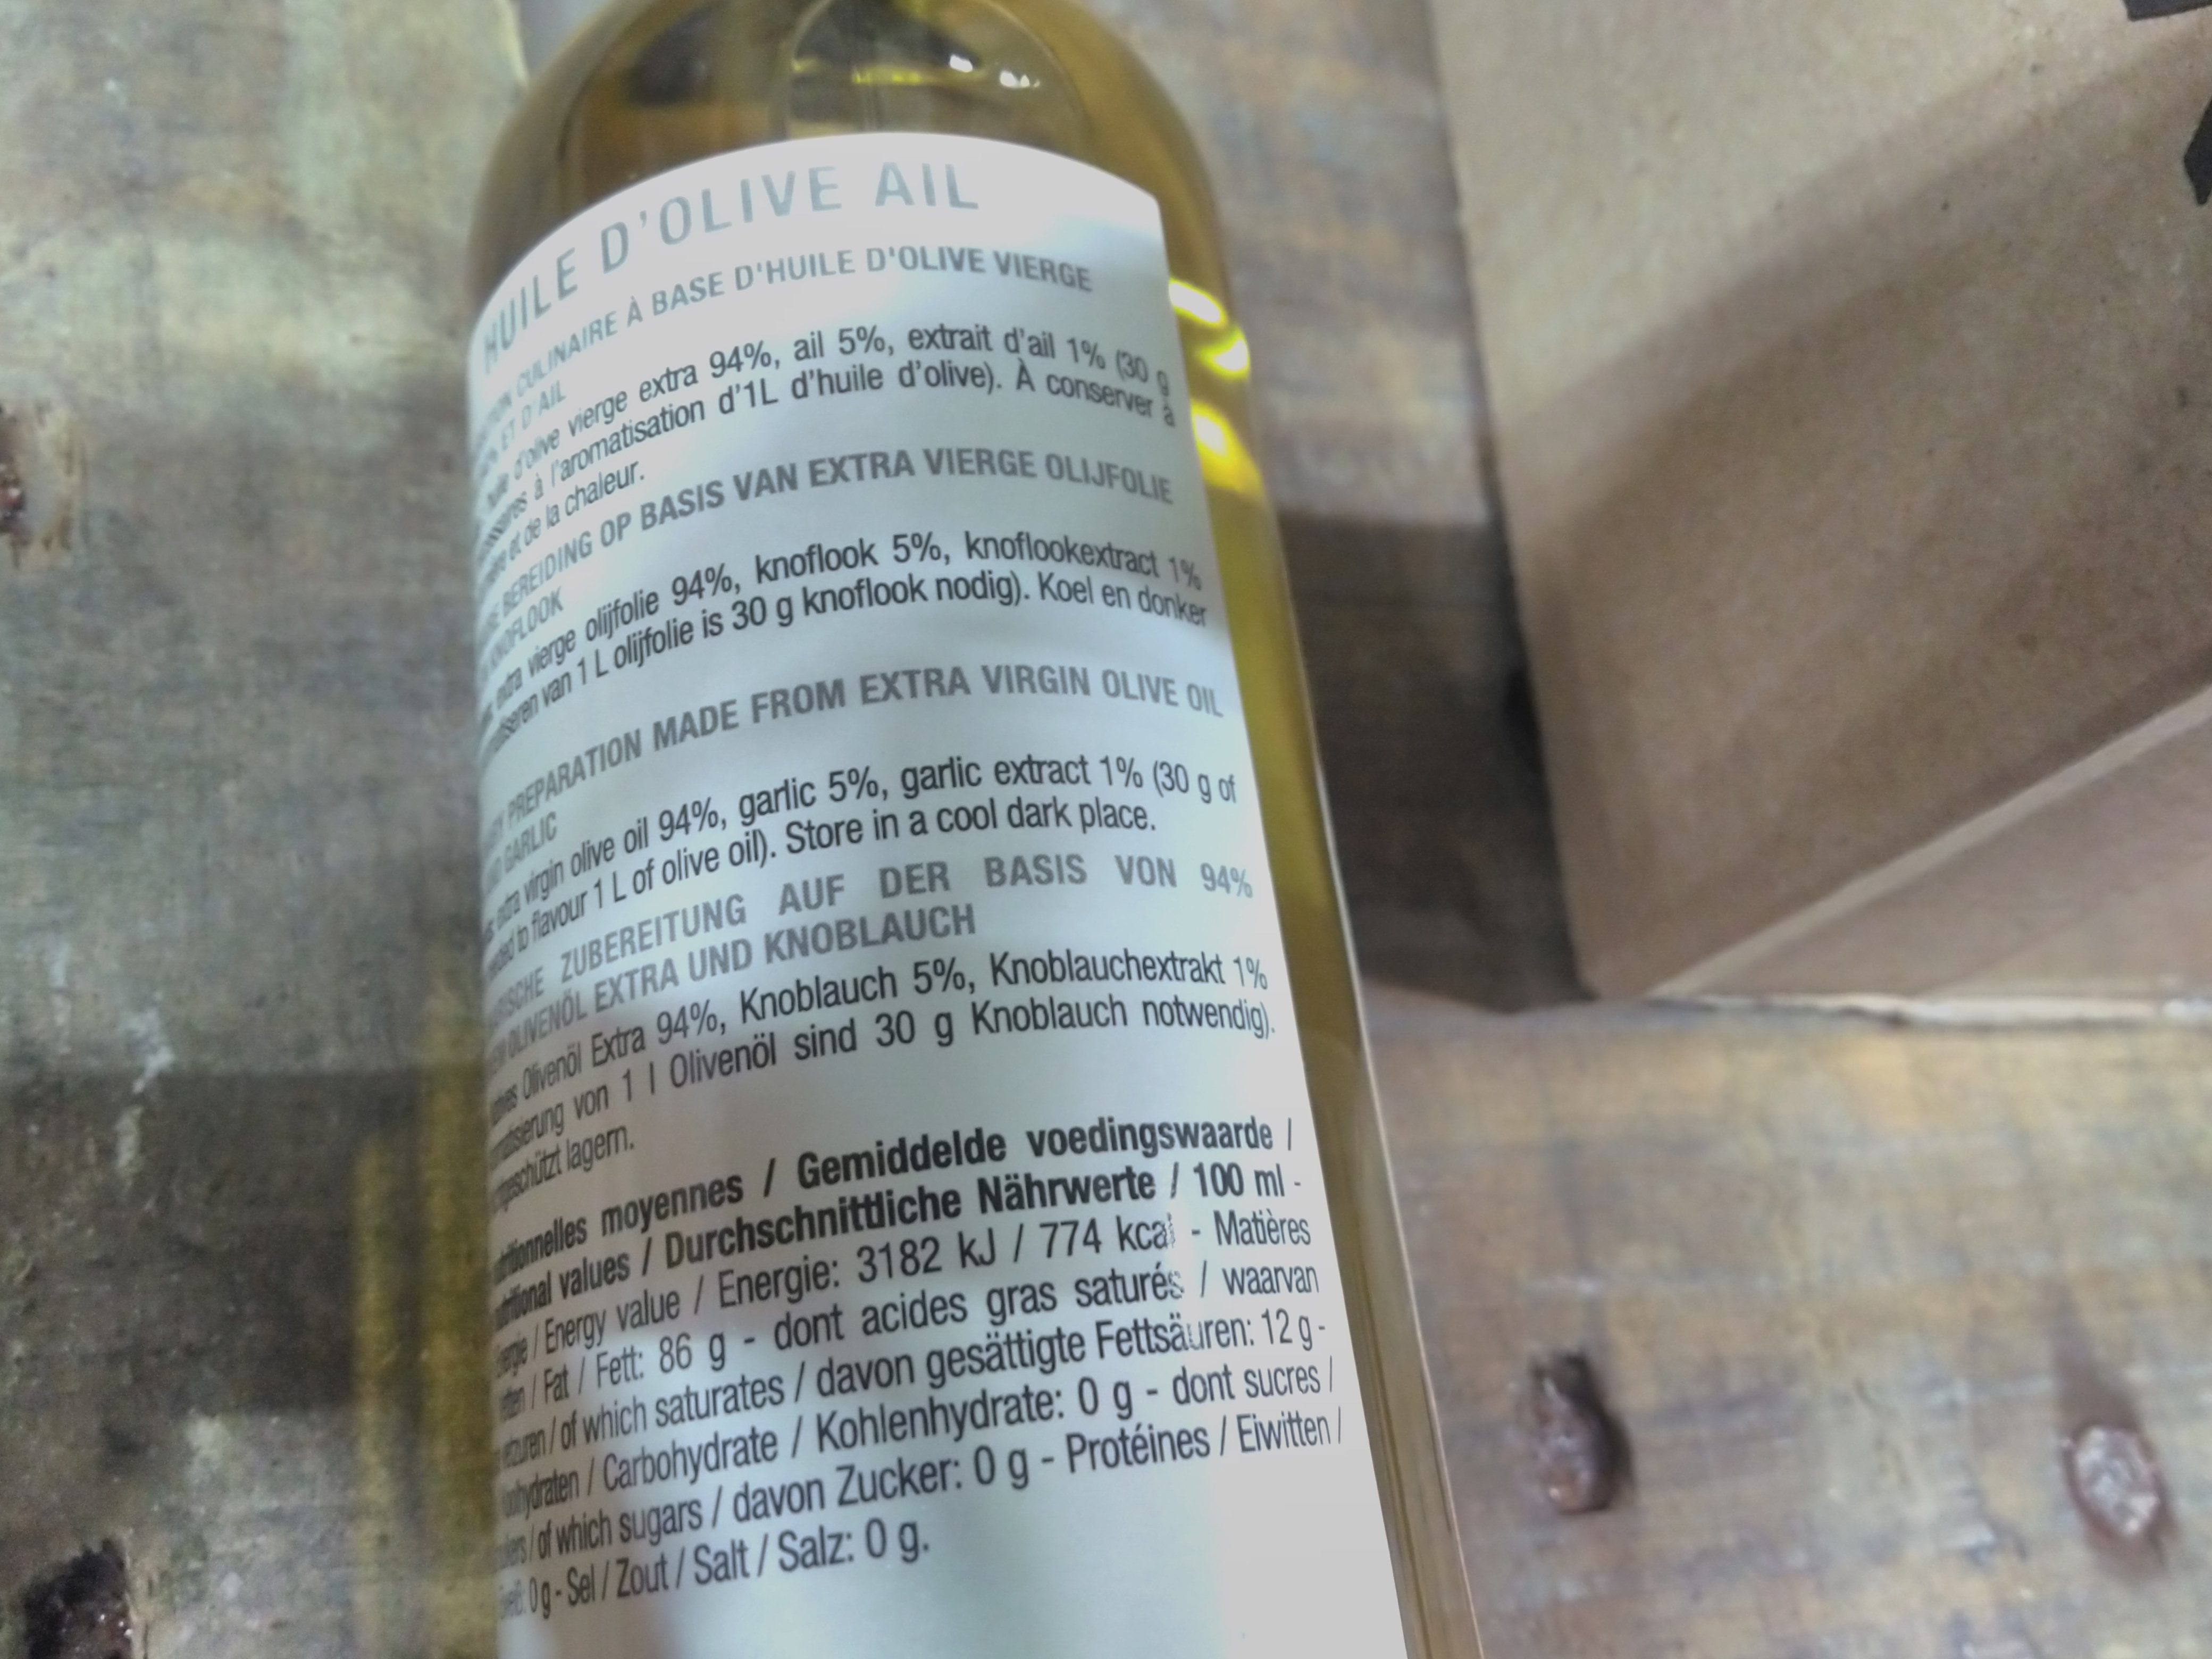 HUILE D'OLIVE AIL
CULINAIRE À BASE D'HUILE D'OLIVE VIERGE
ET D'AIL
d'olive vierge extra 94%, ail 5%, extrait d'ail 1% (30 g
à l'aromatisation d'1L d'huile d'olive). À conserver à
et de la chaleur.
BEREIDING OP BASIS VAN EXTRA VIERGE OLIJFOLIE
KNOFLOOK
extra vierge olijfolie 94%, knoflook 5%, knoflookextract 1%
van 1 L olijfolie is 30 g knoflook nodig). Koel en donker
PREPARATION MADE FROM EXTRA VIRGIN OLIVE OIL
GARLIC
extra virgin olive oil 94%, garlic 5%, garlic extract 1% (30 g of
to flavour 1 L of olive oil). Store in a cool dark place.
ZUBEREITUNG AUF DER BASIS VON 94%
OLIVENÖL EXTRA UND KNOBLAUCH
Olivenöl Extra 94%, Knoblauch 5%, Knoblauchextrakt 1%
von 1 l Olivenöl sind 30 g Knoblauch notwendig).
lagern.
moyennes / Gemiddelde voedingswaarde /
values / Durchschnittliche Nährwerte / 100 ml -
/ Energy value / Energie: 3182 kJ / 774 kcal - Matières
/ Fat / Fett: 86 g - dont acides gras saturés / waarvan
/ of which saturates / davon gesättigte Fettsäuren: 12 g -
/ Carbohydrate / Kohlenhydrate: 0 g - dont sucres /
/ of which sugars / davon Zucker: 0 g - Protéines / Eiwitten /
0 g - Sel / Zout / Salt / Salz: 0 g.